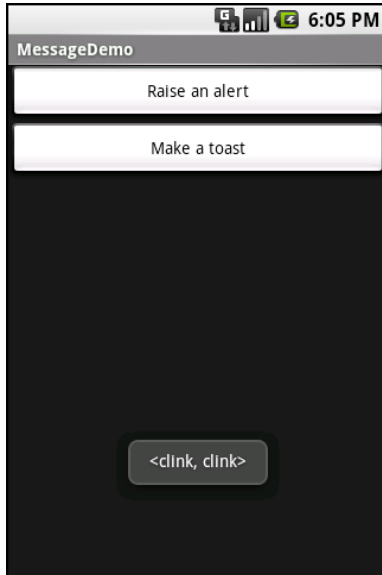 G
6:05 PM
MessageDemo
Raise an alert
Make a toast
<clink, clink>